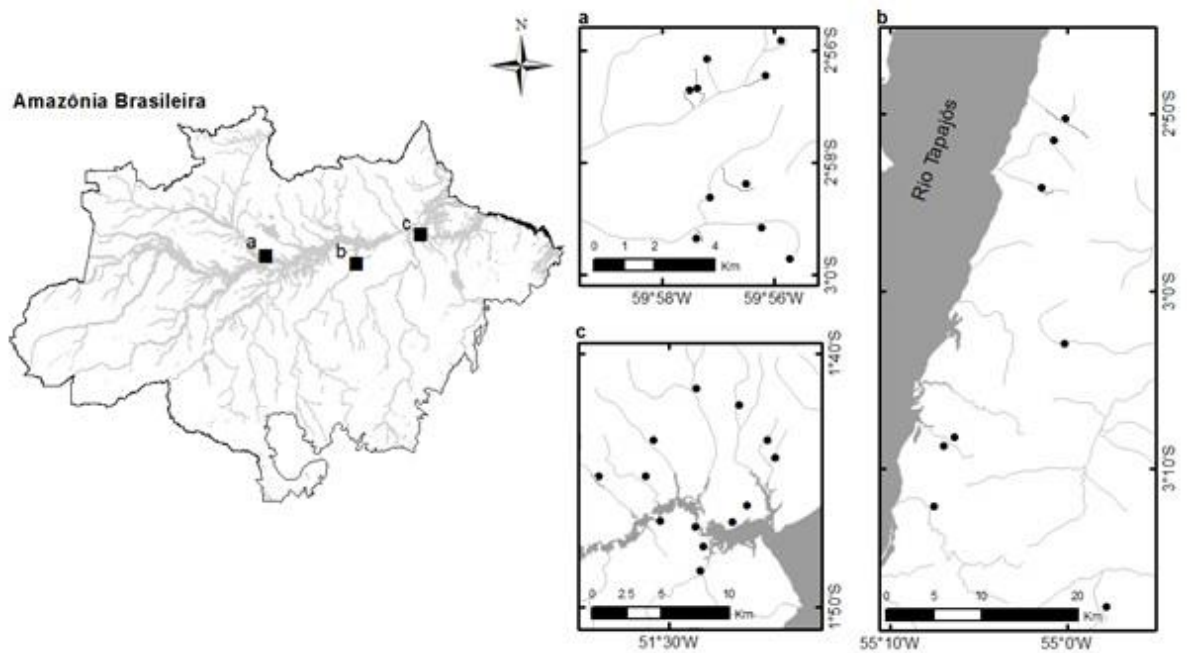 Amazônia Brasileira
N
a
b
c
a
2°56'S
2°58'S
3°0'S
0 1 2 4
Km
59°58'W 59°56'W
b
Rio Tapajós
2°50'S
3°0'S
3°10'S
0 5 10 20
Km
55°10'W 55°0'W
c
1°40'S
1°50'S
0 2.5 5 10
Km
51°30'W